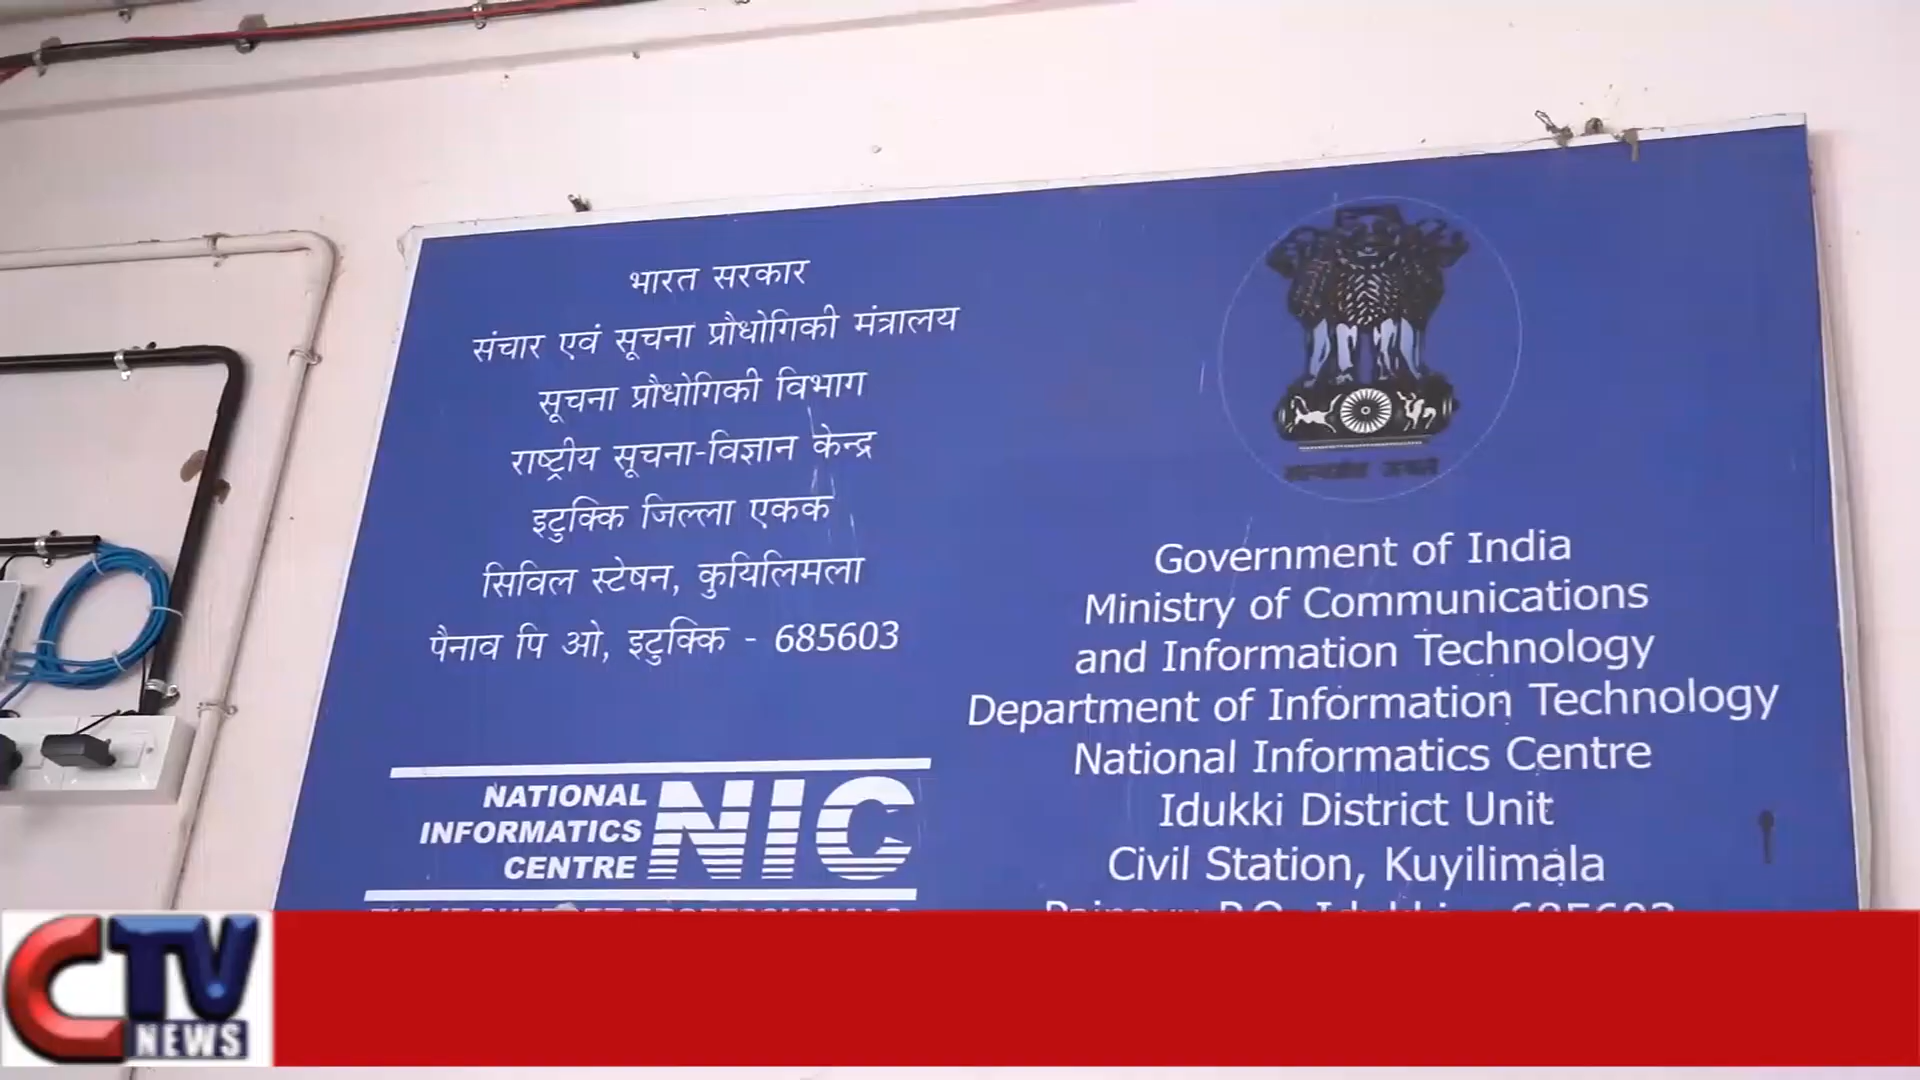 भारत सरकार
संचार एवं सूचना प्रौधोगिकी मंत्रालय
सूचना प्रौधोगिकी विभाग
राष्ट्रीय सूचना-विज्ञान केन्द्र
इटुक्कि जिल्ला एकक
सिविल स्टेषन, कुयिलिमला
पैनाव पि ओ, इटुक्कि - 685603
NATIONAL
INFORMATICS
CENTRE
NIC
Government of India
Ministry of Communications
and Information Technology
Department of Information Technology
National Informatics Centre
Idukki District Unit
Civil Station, Kuyilimala
CTV
NEWS